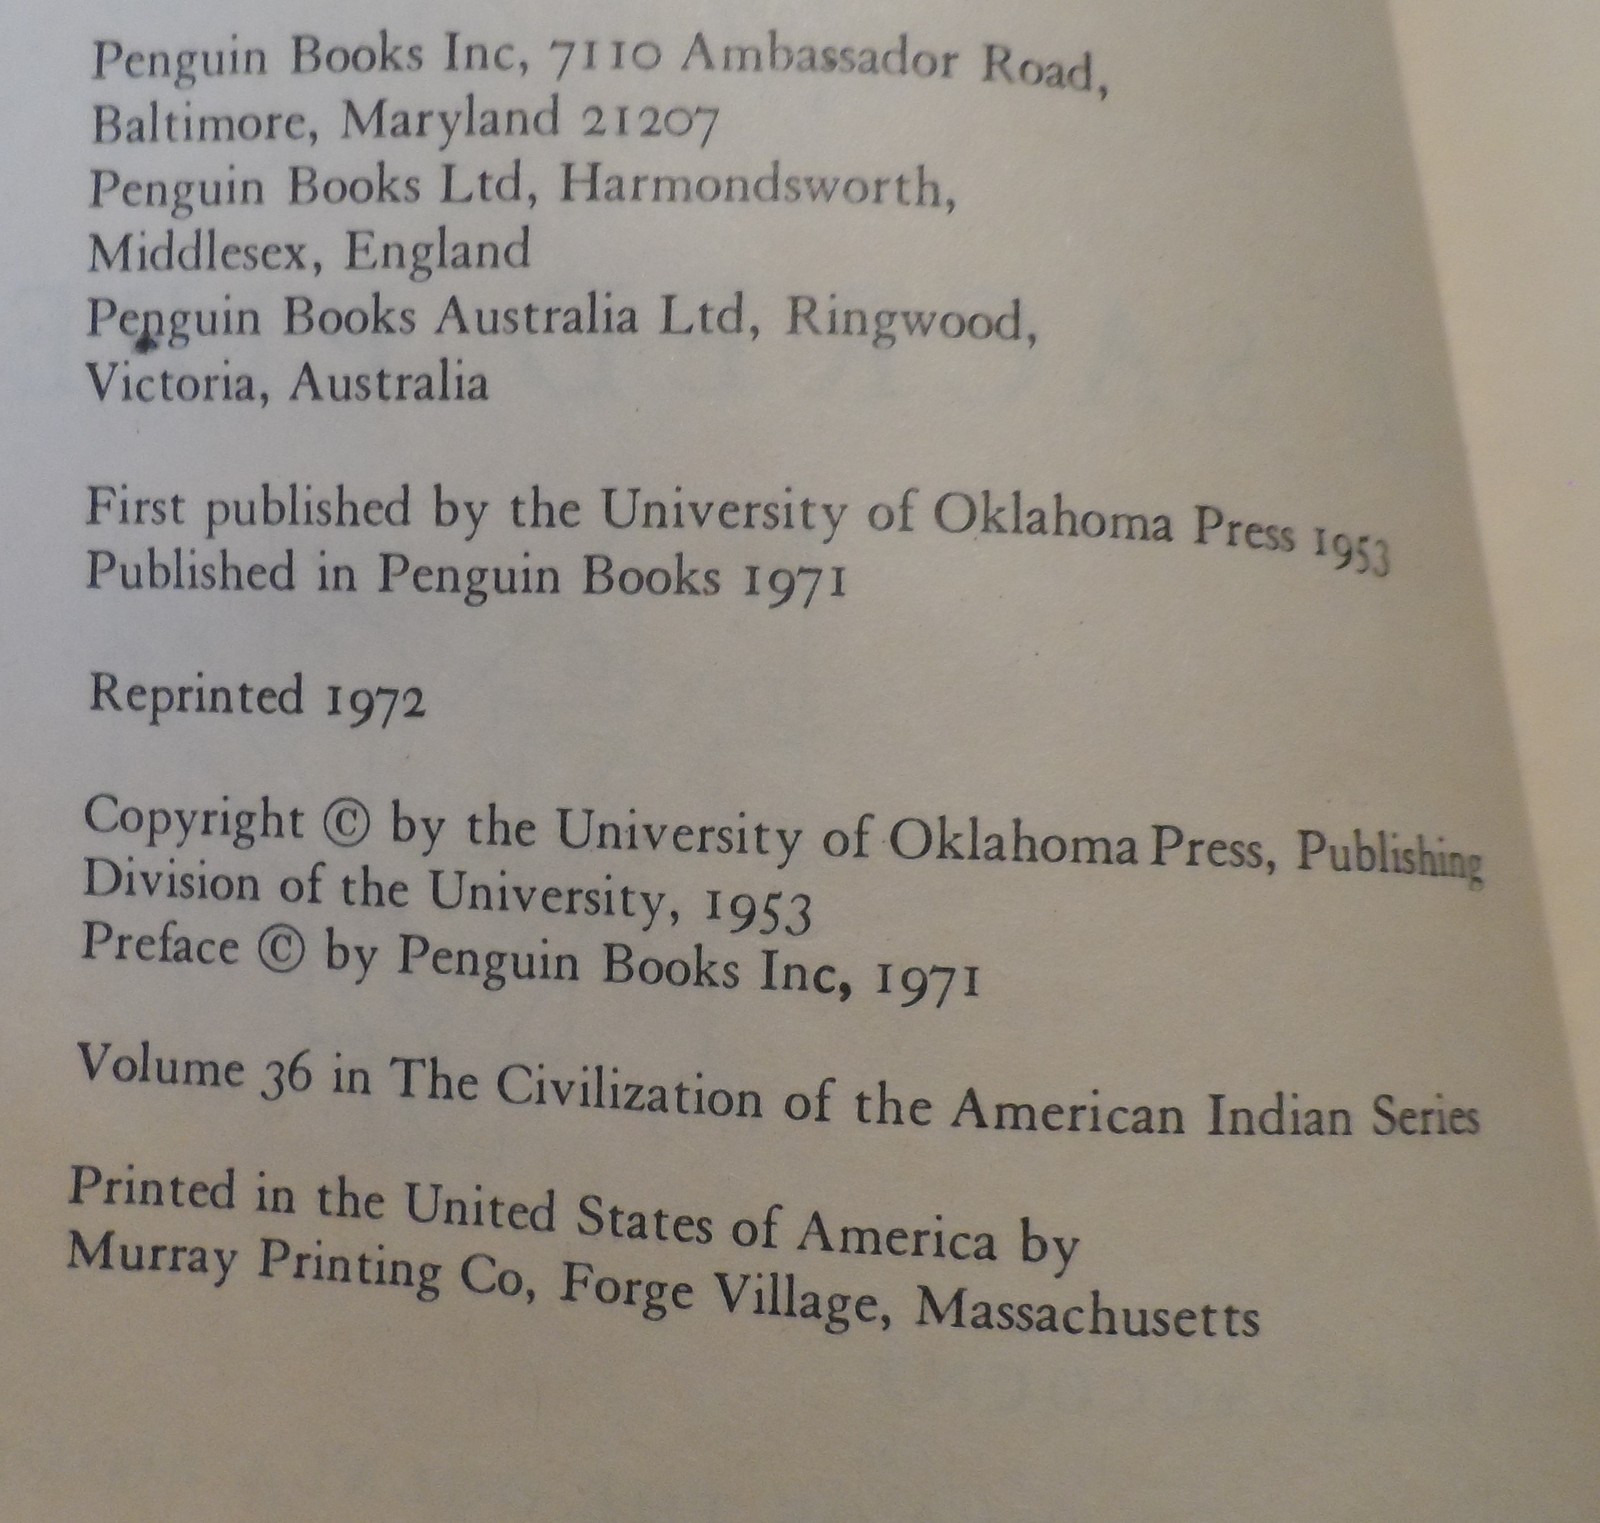 Penguin Books Inc, 7110 Ambassador Road,
Baltimore, Maryland 21207
Penguin Books Ltd, Harmondsworth,
Middlesex, England
Penguin Books Australia Ltd, Ringwood,
Victoria, Australia
First published by the University of Oklahoma Press 1953
Published in Penguin Books 1971
Reprinted 1972
Copyright © by the University of Oklahoma Press, Publishing
Division of the University, 1953
Preface © by Penguin Books Inc, 1971
Volume 36 in The Civilization of the American Indian Series
Printed in the United States of America by
Murray Printing Co, Forge Village, Massachusetts